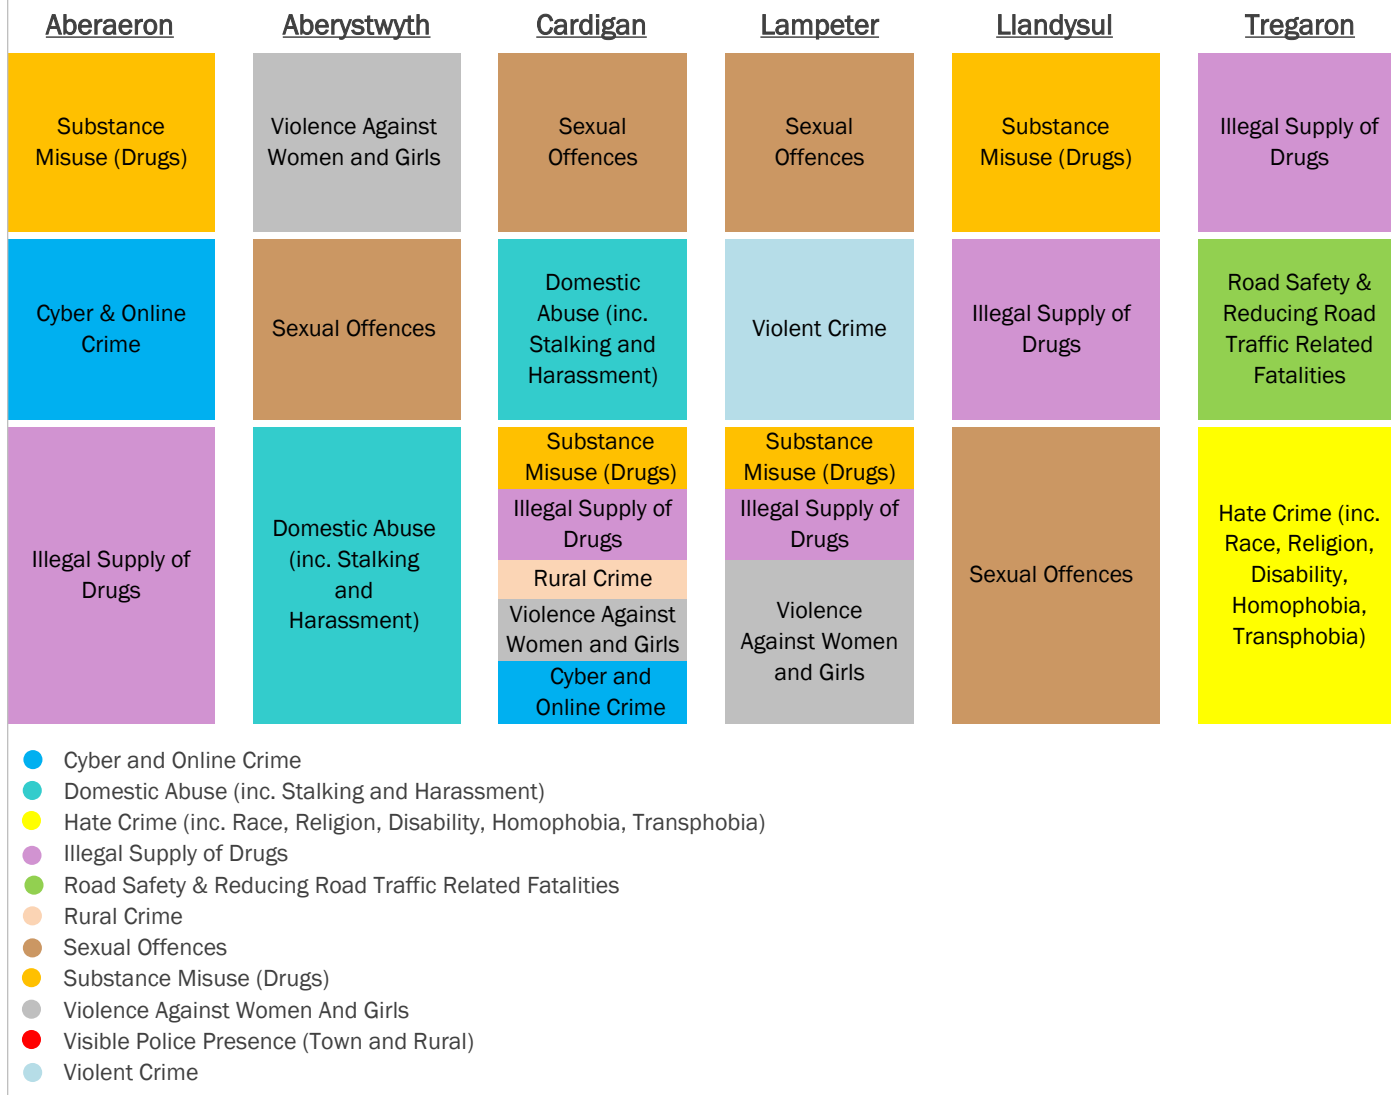 Aberaeron
Aberystwyth
Cardigan
Lampeter
Llandysul
Tregaron
Substance
Misuse (Drugs)
Violence Against
Women and Girls
Sexual
Offences
Sexual
Offences
Substance
Misuse (Drugs)
Illegal Supply of
Drugs
Cyber & Online
Crime
Sexual Offences
Domestic
Abuse (inc.
Stalking and
Harassment)
Violent Crime
Illegal Supply of
Drugs
Road Safety &
Reducing Road
Traffic Related
Fatalities
Illegal Supply of
Drugs
Domestic Abuse
(inc. Stalking
and
Harassment)
Substance
Misuse (Drugs)
Illegal Supply of
Drugs
Rural Crime
Violence Against
Women and Girls
Cyber and
Online Crime
Substance
Misuse (Drugs)
Illegal Supply of
Drugs
Violence
Against Women
and Girls
Sexual Offences
Hate Crime (inc.
Race, Religion,
Disability,
Homophobia,
Transphobia)
Cyber and Online Crime
Domestic Abuse (inc. Stalking and Harassment)
Hate Crime (inc. Race, Religion, Disability, Homophobia, Transphobia)
Illegal Supply of Drugs
Road Safety & Reducing Road Traffic Related Fatalities
Rural Crime
Sexual Offences
Substance Misuse (Drugs)
Violence Against Women And Girls
Visible Police Presence (Town and Rural)
Violent Crime